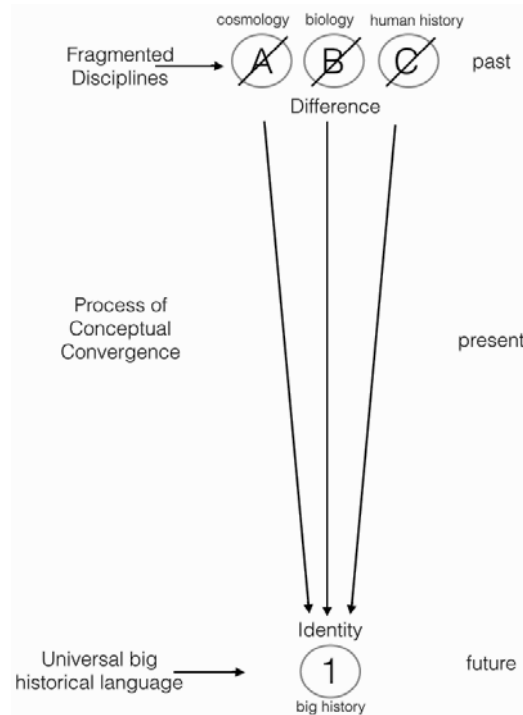 cosmology biology human history
Fragmented Disciplines A B C past
Difference
Process of
Conceptual
Convergence
present
Identity
Universal big
historical language
1
future
big history